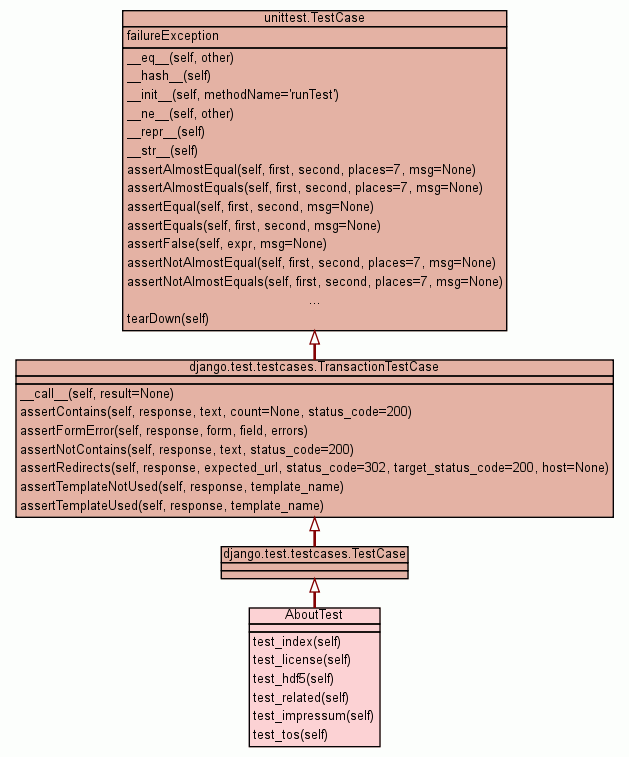 unittest.TestCase
failureException
__eq__(self, other)
__hash__(self)
__init__(self, methodName='runTest')
__ne__(self, other)
__repr__(self)
__str__(self)
assertAlmostEqual(self, first, second, places=7, msg=None)
assertAlmostEquals(self, first, second, places=7, msg=None)
assertEqual(self, first, second, msg=None)
assertEquals(self, first, second, msg=None)
assertFalse(self, expr, msg=None)
assertNotAlmostEqual(self, first, second, places=7, msg=None)
assertNotAlmostEquals(self, first, second, places=7, msg=None)
...
tearDown(self)
django.test.testcases.TransactionTestCase
__call__(self, result=None)
assertContains(self, response, text, count=None, status_code=200)
assertFormError(self, response, form, field, errors)
assertNotContains(self, response, text, status_code=200)
assertRedirects(self, response, expected_url, status_code=302, target_status_code=200, host=None)
assertTemplateNotUsed(self, response, template_name)
assertTemplateUsed(self, response, template_name)
django.test.testcases.TestCase
AboutTest
test_index(self)
test_license(self)
test_hdf5(self)
test_related(self)
test_impressum(self)
test_tos(self)